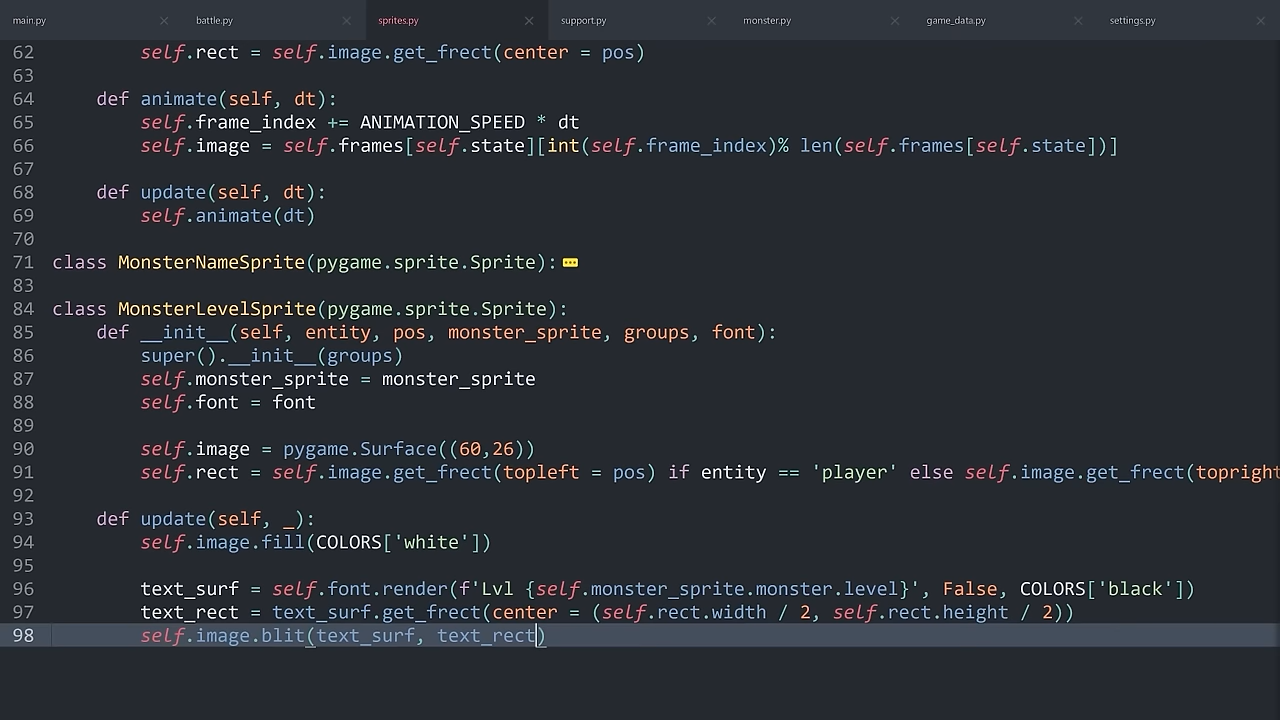 main.py
battle.py
sprites.py
support.py
monster.py
game_data.py
settings.py
62         self.rect = self.image.get_frect(center = pos)
63
64     def animate(self, dt):
65         self.frame_index += ANIMATION_SPEED * dt
66         self.image = self.frames[self.state][int(self.frame_index)% len(self.frames[self.state])]
67
68     def update(self, dt):
69         self.animate(dt)
70
71 class MonsterNameSprite(pygame.sprite.Sprite):
83
84 class MonsterLevelSprite(pygame.sprite.Sprite):
85     def __init__(self, entity, pos, monster_sprite, groups, font):
86         super().__init__(groups)
87         self.monster_sprite = monster_sprite
88         self.font = font
89
90         self.image = pygame.Surface((60,26))
91         self.rect = self.image.get_frect(topleft = pos) if entity == 'player' else self.image.get_frect(topright
92
93     def update(self, _):
94         self.image.fill(COLORS['white'])
95
96         text_surf = self.font.render(f'Lvl {self.monster_sprite.monster.level}', False, COLORS['black'])
97         text_rect = text_surf.get_frect(center = (self.rect.width / 2, self.rect.height / 2))
98         self.image.blit(text_surf, text_rect)